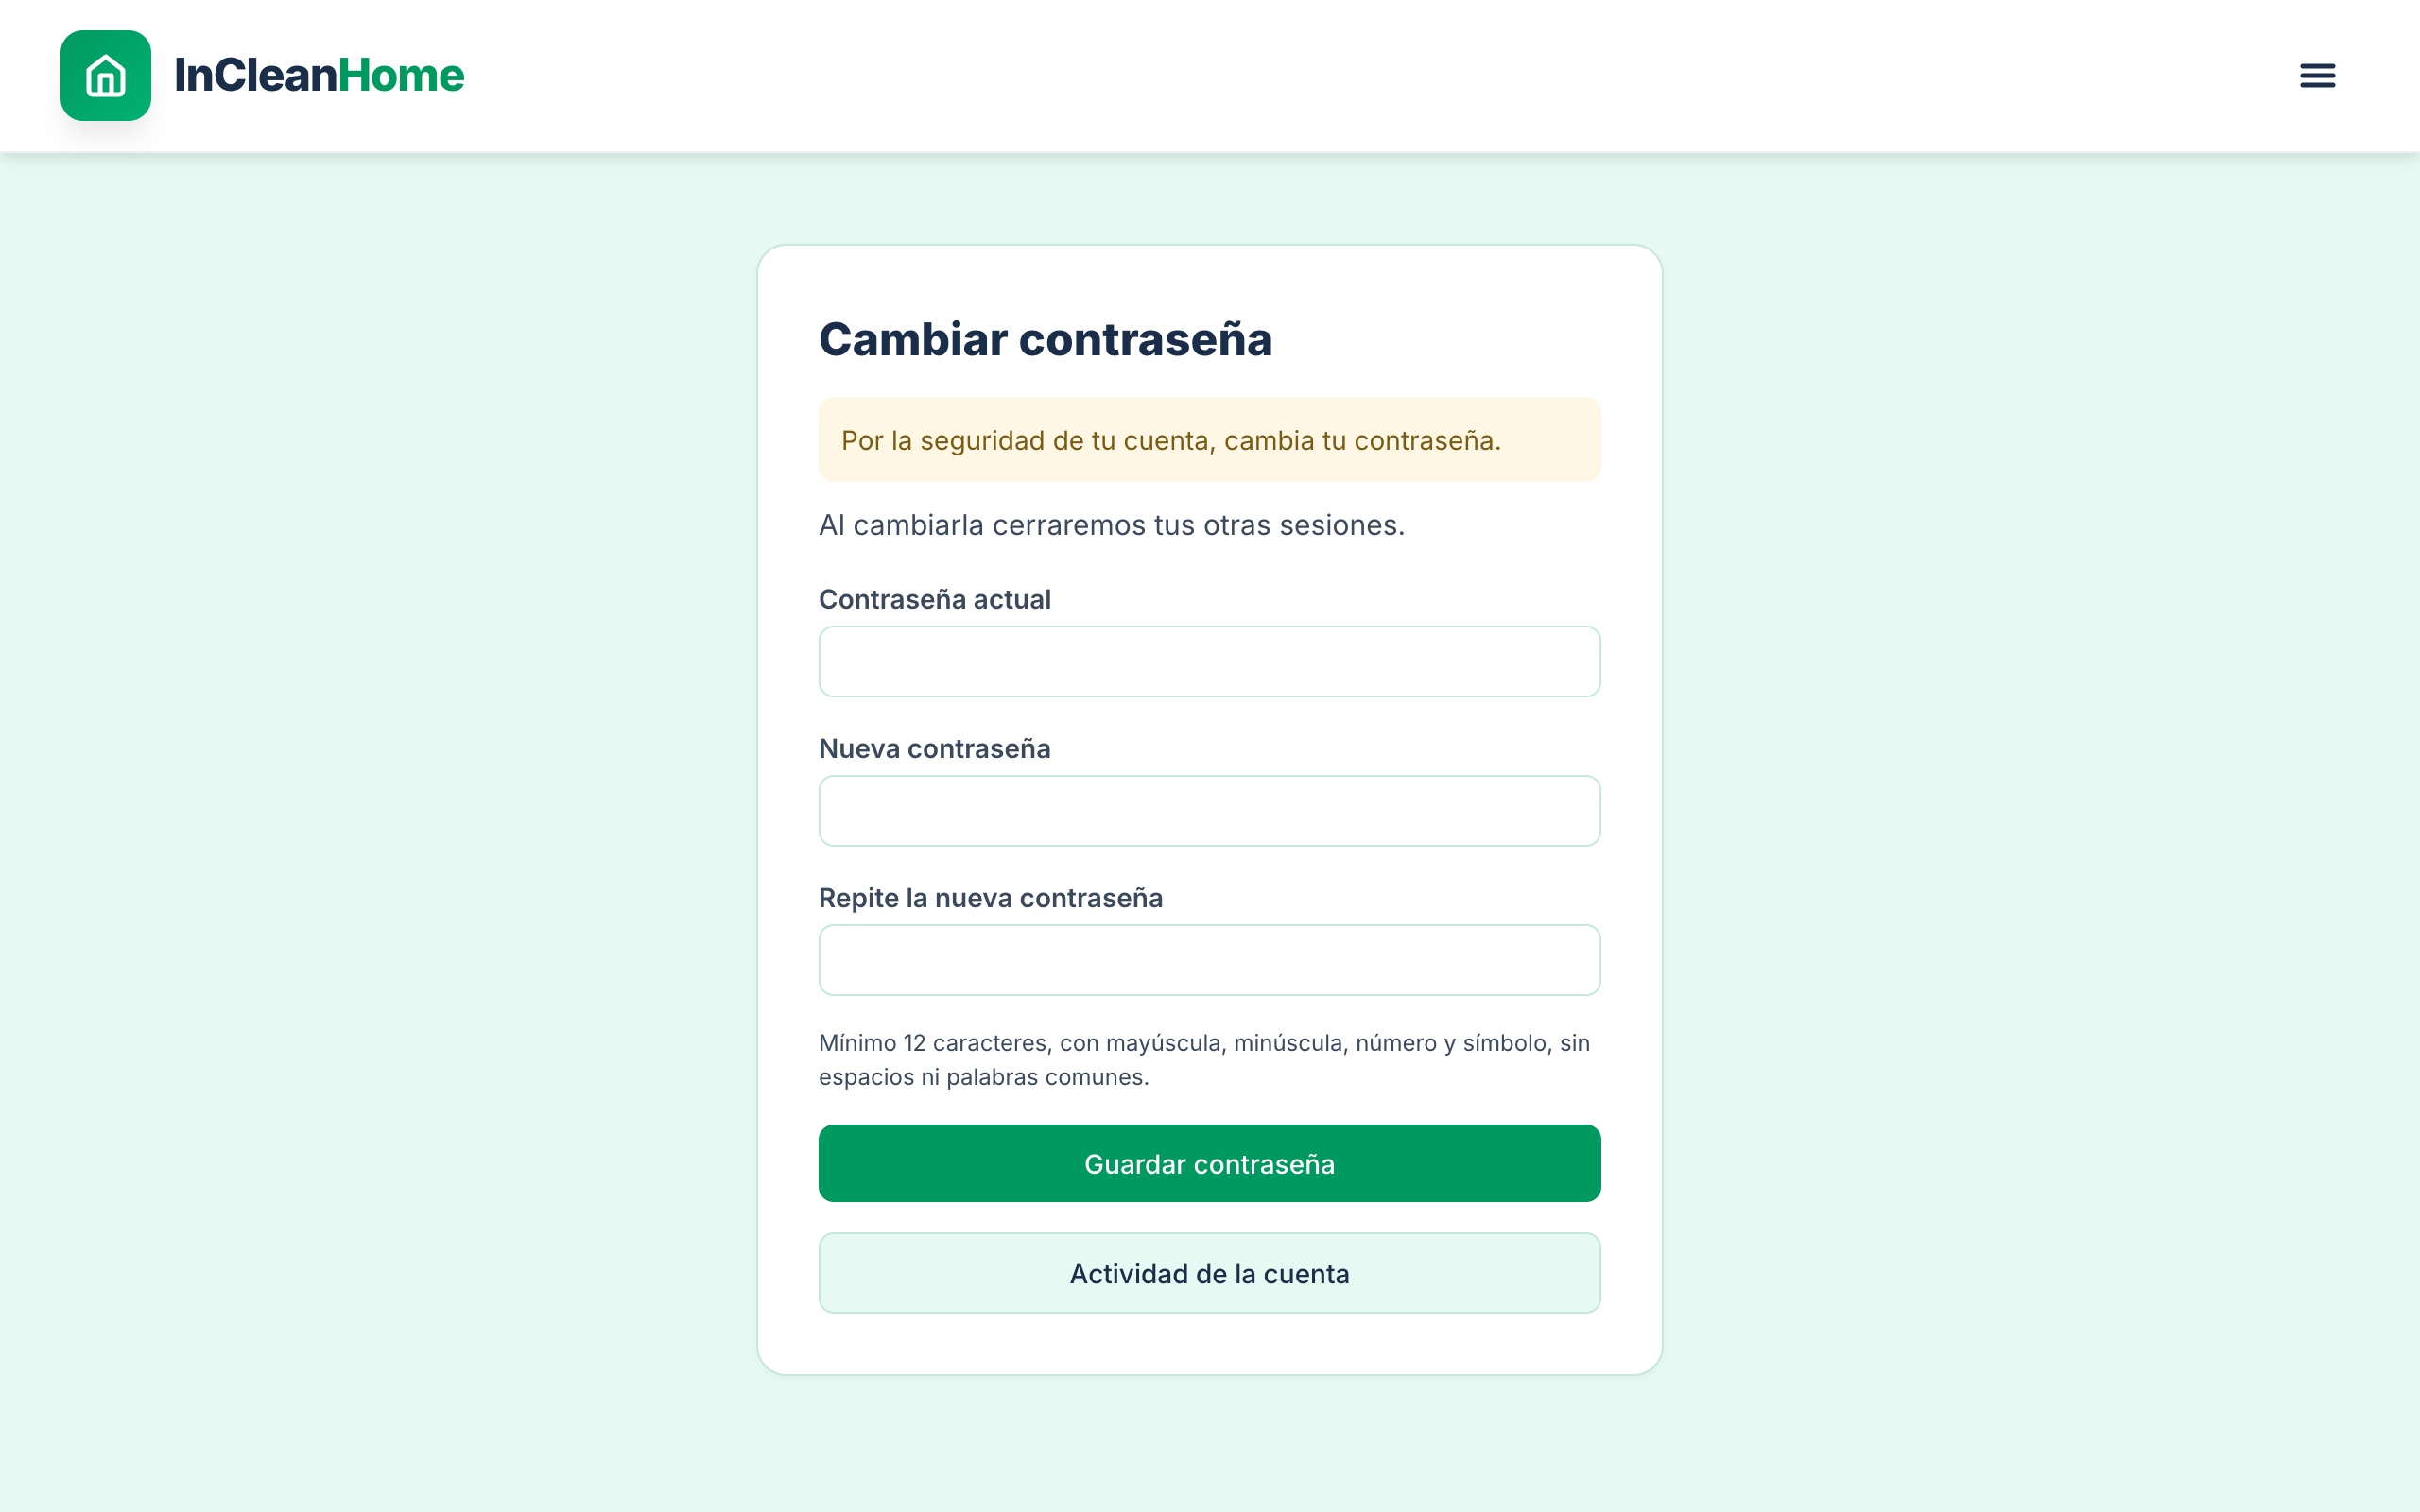 InCleanHome
Cambiar contraseña
Por la seguridad de tu cuenta, cambia tu contraseña.
Al cambiarla cerraremos tus otras sesiones.
Contraseña actual
Nueva contraseña
Repite la nueva contraseña
Mínimo 12 caracteres, con mayúscula, minúscula, número y símbolo, sin
espacios ni palabras comunes.
Guardar contraseña
Actividad de la cuenta